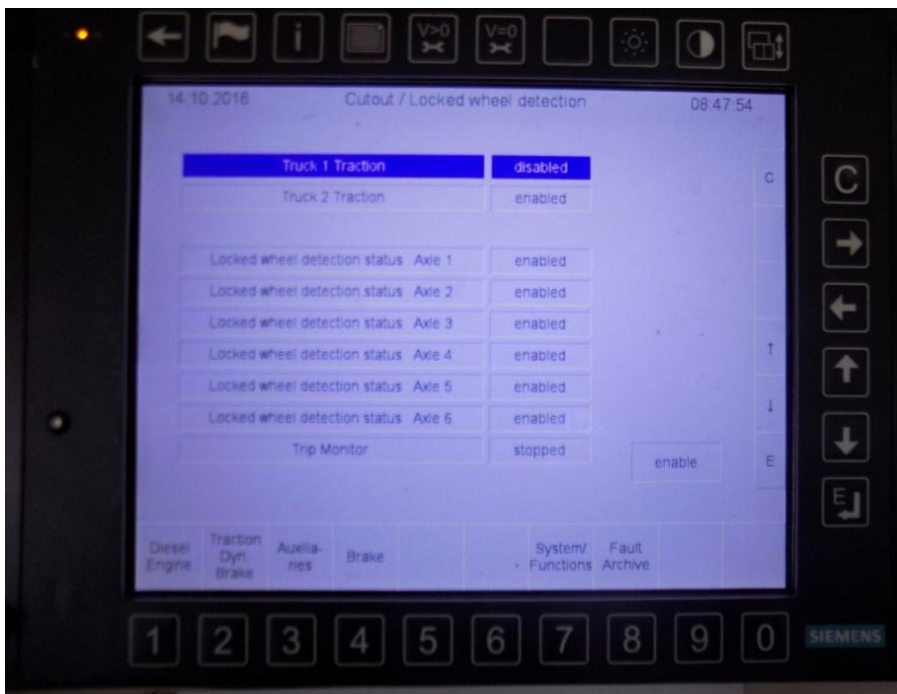 i
V>0
V=0
14.10.2016 Cutout / Locked wheel detection 08:47:54
Truck 1 Traction disabled
Truck 2 Traction enabled
Locked wheel detection status Axle 1 enabled
Locked wheel detection status Axle 2 enabled
Locked wheel detection status Axle 3 enabled
Locked wheel detection status Axle 4 enabled
Locked wheel detection status Axle 5 enabled
Locked wheel detection status Axle 6 enabled
Trip Monitor stopped
enable
C
↑
↓
E
C
E
Diesel Engine
Traction Dyn. Brake
Auxilia- ries
Brake
System/ Functions
Fault Archive
1 2 3 4 5 6 7 8 9 0
SIEMENS